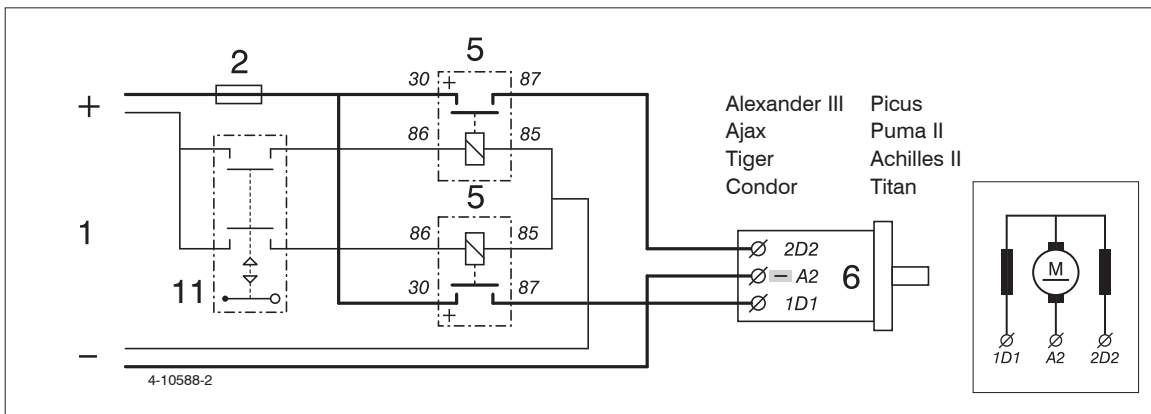 5
2
30 + 87
+
86 85
5
1
86 85
11
30 87
+
−
4-10588-2
Alexander III Picus
Ajax Puma II
Tiger Achilles II
Condor Titan
2D2
− A2 6
1D1
M
1D1 A2 2D2